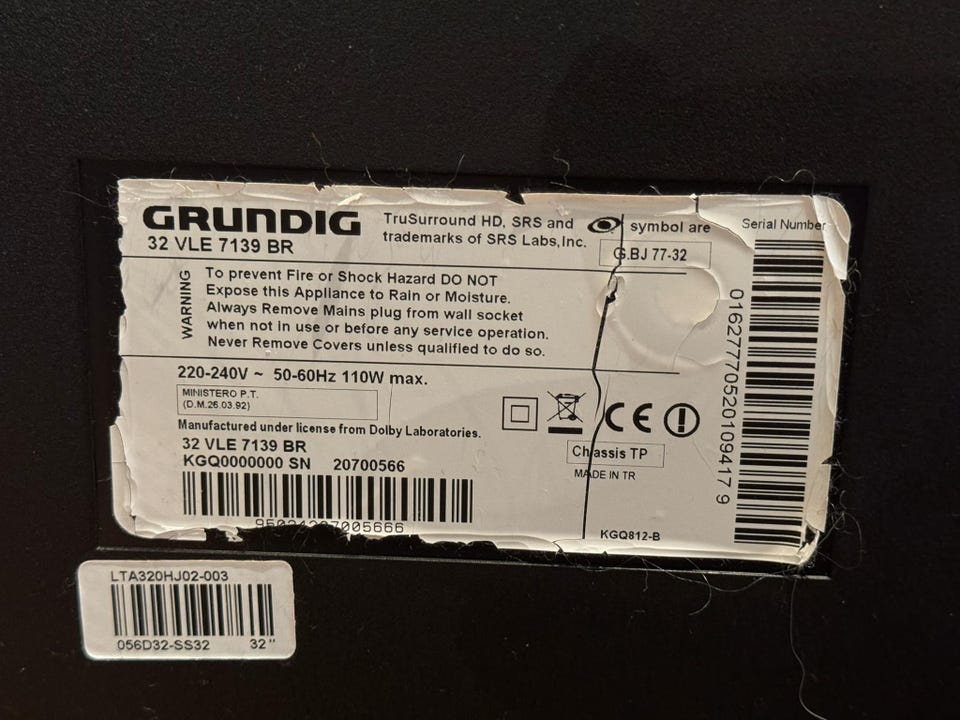 GRUNDIG
32 VLE 7139 BR
TruSurround HD, SRS and symbol are
trademarks of SRS Labs,Inc.
G.BJ 77-32
Serial Number
WARNING
To prevent Fire or Shock Hazard DO NOT
Expose this Appliance to Rain or Moisture.
Always Remove Mains plug from wall socket
when not in use or before any service operation.
Never Remove Covers unless qualified to do so.
220-240V ~ 50-60Hz 110W max.
MINISTERO P.T.
(D.M.26.03.92)
Manufactured under license from Dolby Laboratories.
32 VLE 7139 BR
KGQ0000000 SN 20700566
CE
Chassis TP
MADE IN TR
KGQ812-B
01627770520109417 9
LTA320HJ02-003
056D32-SS32 32"